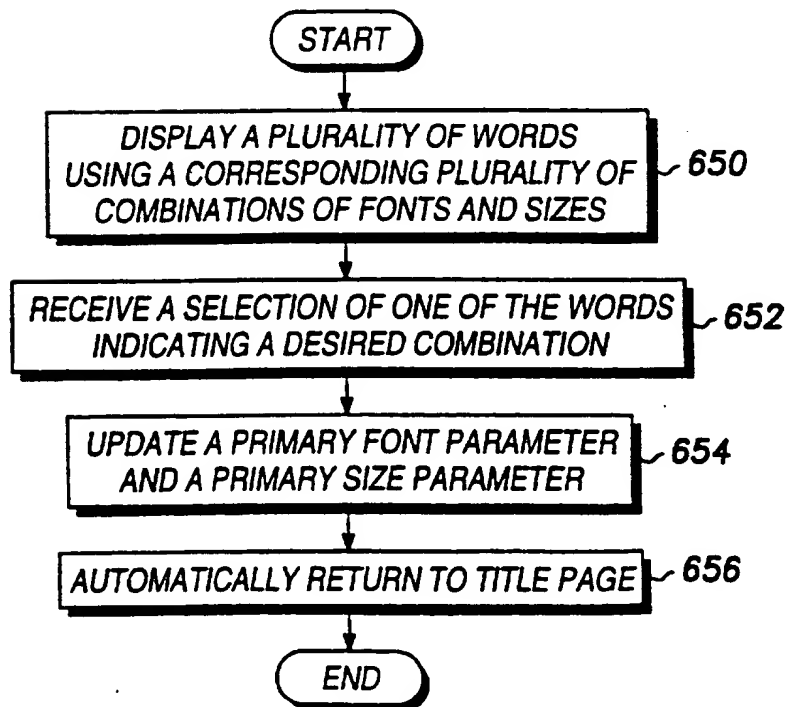 START
DISPLAY A PLURALITY OF WORDS
USING A CORRESPONDING PLURALITY OF
COMBINATIONS OF FONTS AND SIZES
650
RECEIVE A SELECTION OF ONE OF THE WORDS
INDICATING A DESIRED COMBINATION
652
UPDATE A PRIMARY FONT PARAMETER
AND A PRIMARY SIZE PARAMETER
654
AUTOMATICALLY RETURN TO TITLE PAGE
656
END